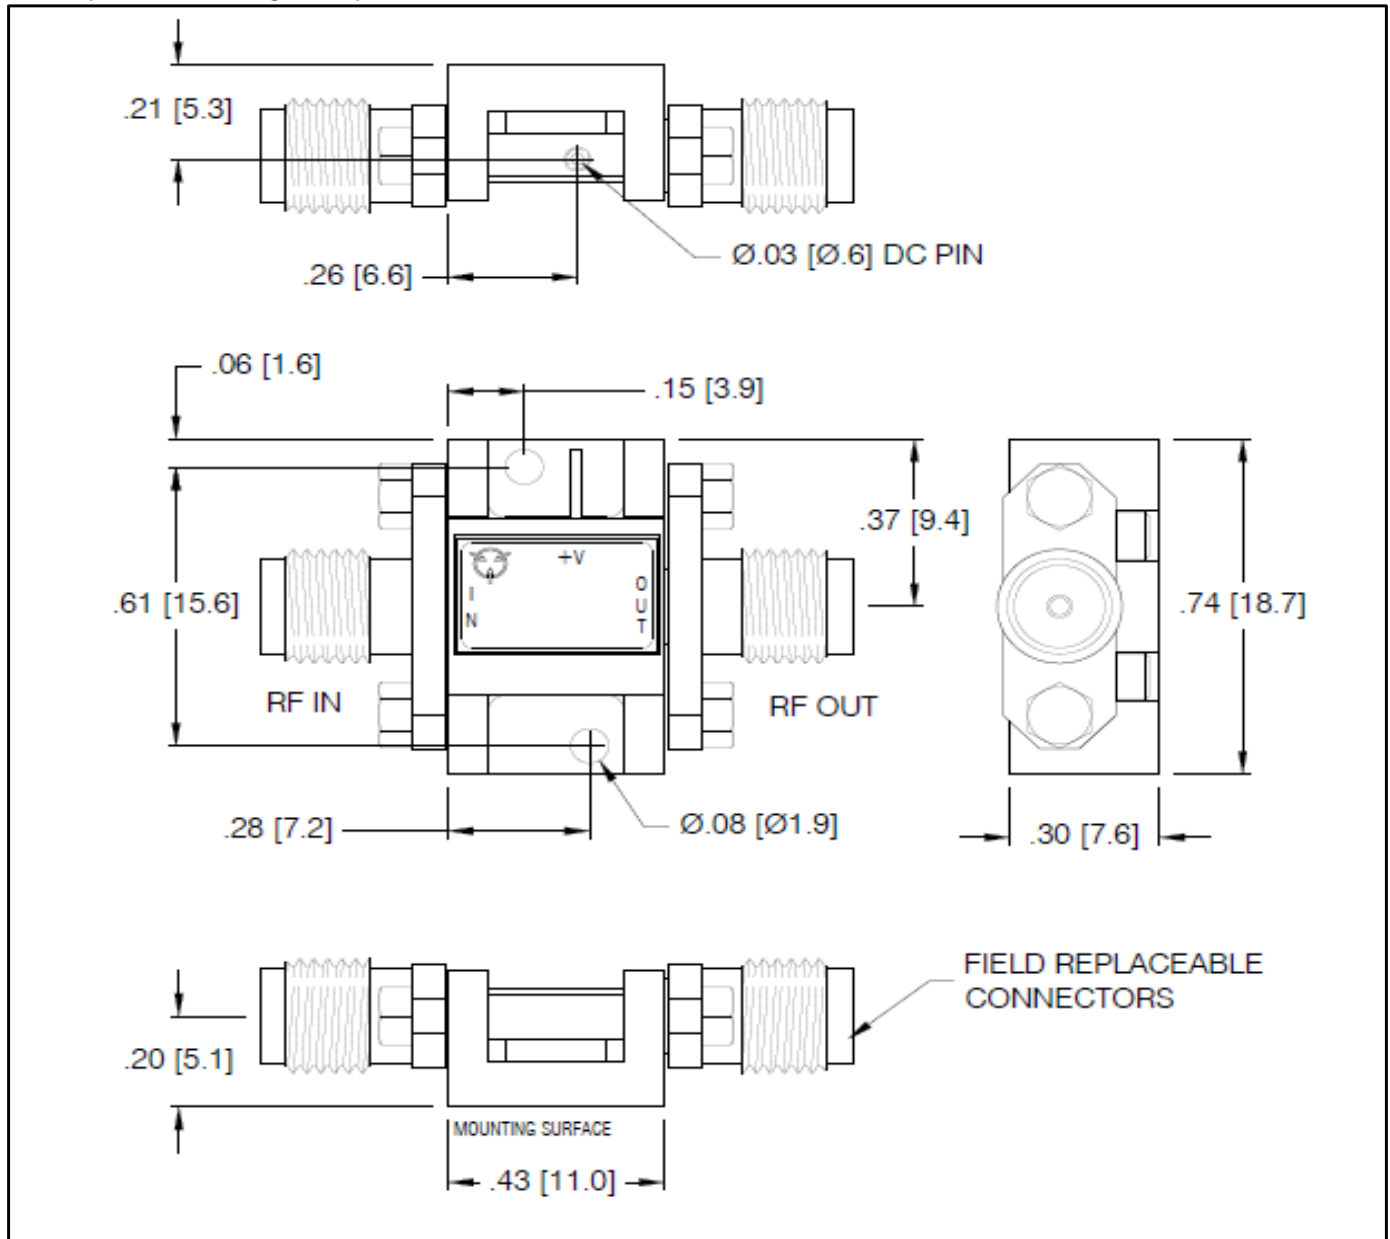 .21 [5.3]
Ø.03 [Ø.6] DC PIN
.26 [6.6]
.06 [1.6]
.15 [3.9]
.37 [9.4]
+V
IN
OUT
.61 [15.6]
.74 [18.7]
RF IN
RF OUT
.28 [7.2]
Ø.08 [Ø1.9]
.30 [7.6]
FIELD REPLACEABLE
CONNECTORS
.20 [5.1]
MOUNTING SURFACE
.43 [11.0]